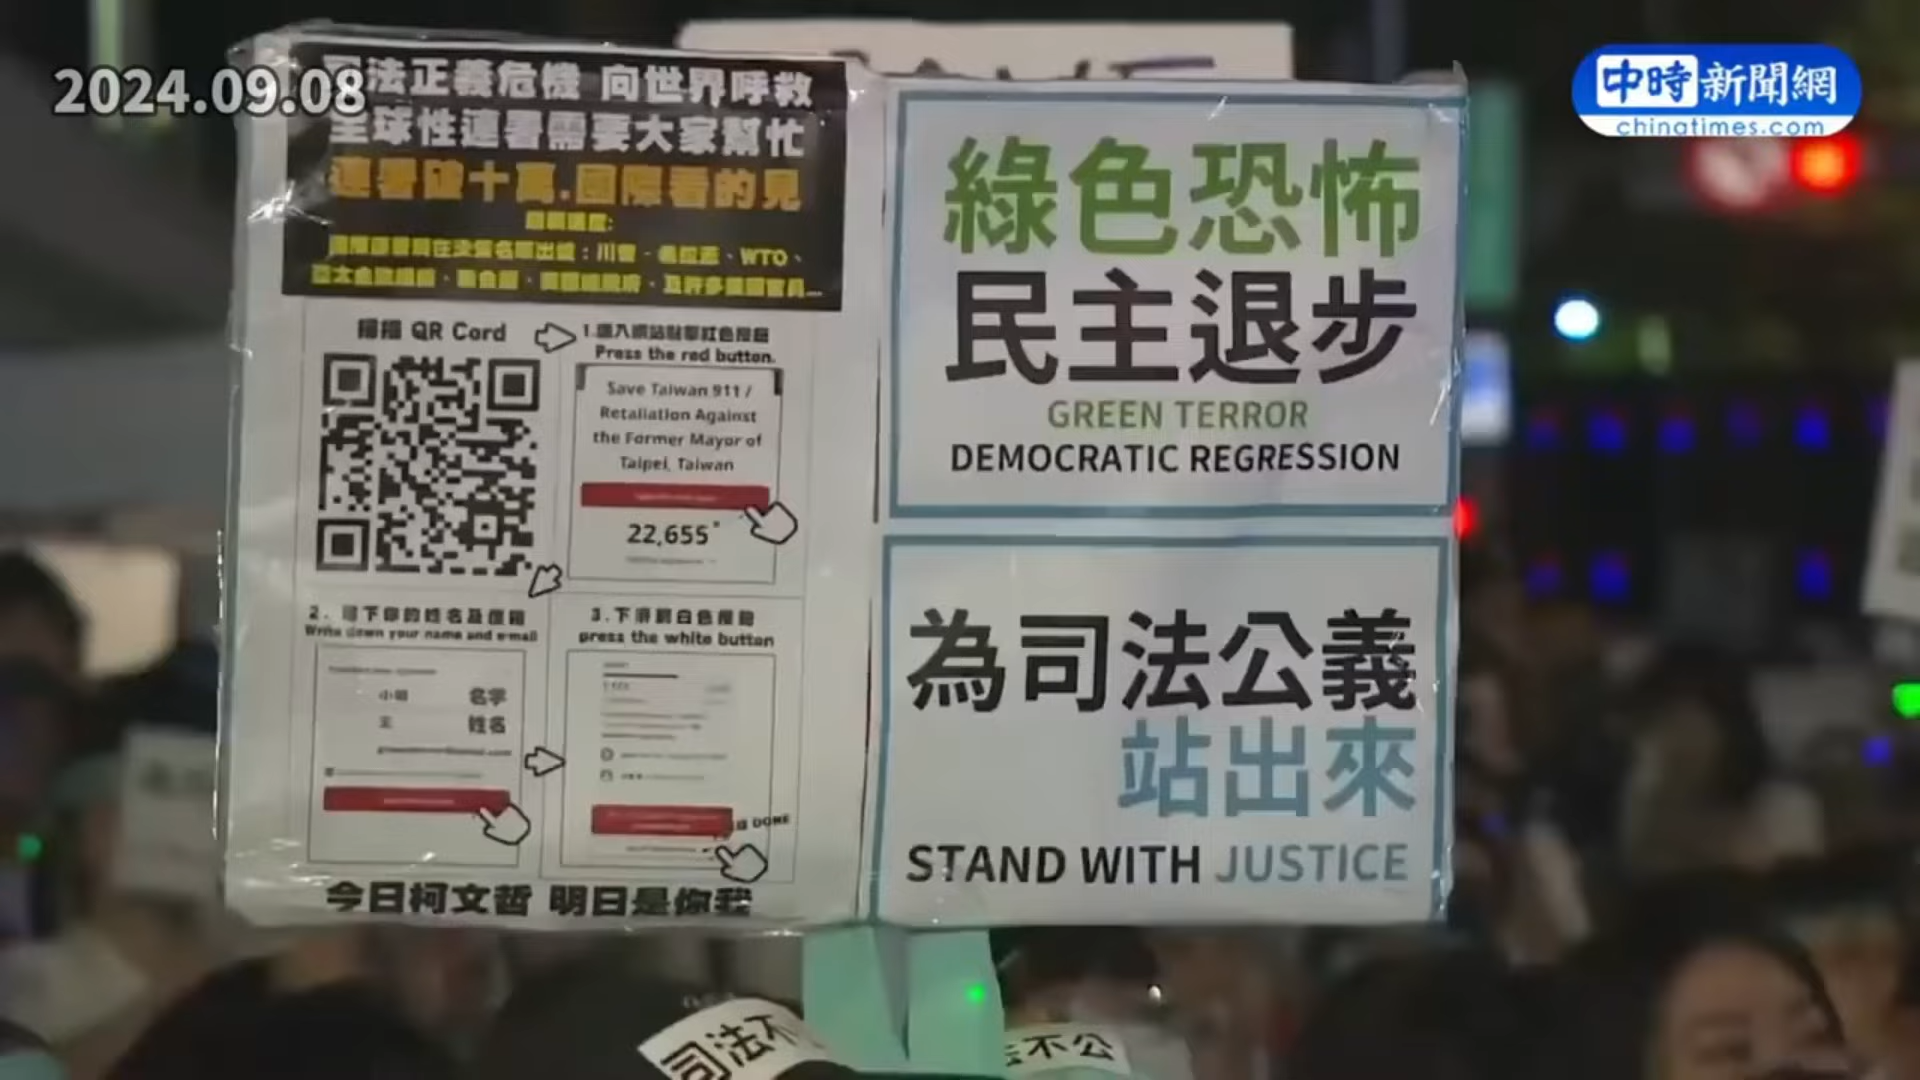 2024.09.08
中時新聞網
chinatimes.com
司法正義危機 向世界呼救
全球性連署需要大家幫忙
連署破十萬.國際看的見
掃描 QR Card
1.進入網站點擊紅色按鈕
Press the red button.
Save Taiwan 911 /
Retaliation Against
the Former Mayor of
Taipei, Taiwan
22,655
2. 寫下你的姓名及信箱
Write down your name and e-mail
小明 名字
王 姓名
3.下滑到白色按鈕
press the white button
DONE
今日柯文哲 明日是你我
綠色恐怖
民主退步
GREEN TERROR
DEMOCRATIC REGRESSION
為司法公義
站出來
STAND WITH JUSTICE
司法不
法不公